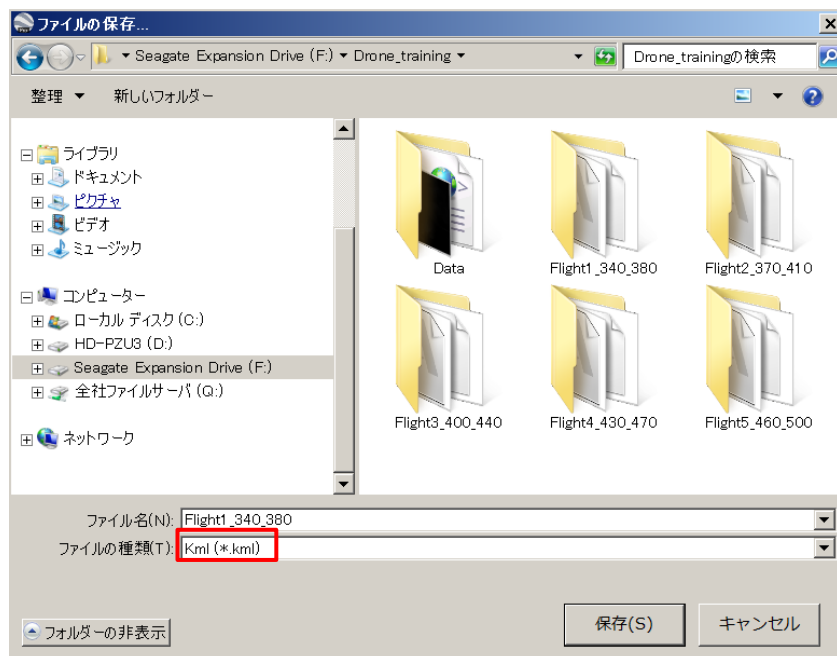 ファイルの保存...
Seagate Expansion Drive (F:) Drone_training
Drone_trainingの検索
整理
新しいフォルダー
ライブラリ
ドキュメント
ピクチャ
ビデオ
ミュージック
コンピューター
ローカル ディスク (C:)
HD-PZU3 (D:)
Seagate Expansion Drive (F:)
全社ファイルサーバ (Q:)
ネットワーク
Data
Flight1_340_380
Flight2_370_410
Flight3_400_440
Flight4_430_470
Flight5_460_500
ファイル名(N): Flight1_340_380
ファイルの種類(T): Kml (*.kml)
フォルダーの非表示
保存(S)
キャンセル